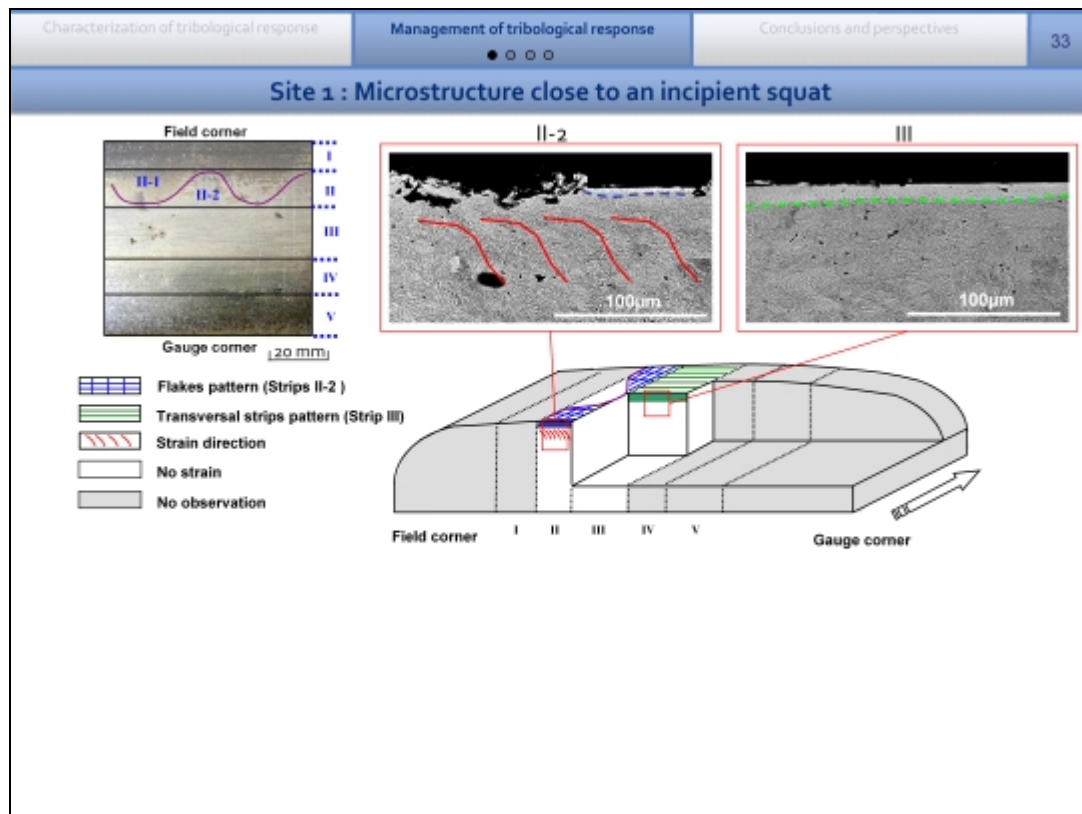 Characterization of tribological response
Management of tribological response
Conclusions and perspectives
33
Site 1 : Microstructure close to an incipient squat
Field corner
II-1
II-2
I
II
III
IV
V
Gauge corner
20 mm
II-2
100µm
III
100µm
Flakes pattern (Strips II-2 )
Transversal strips pattern (Strip III)
Strain direction
No strain
No observation
Field corner
I
II
III
IV
V
Gauge corner